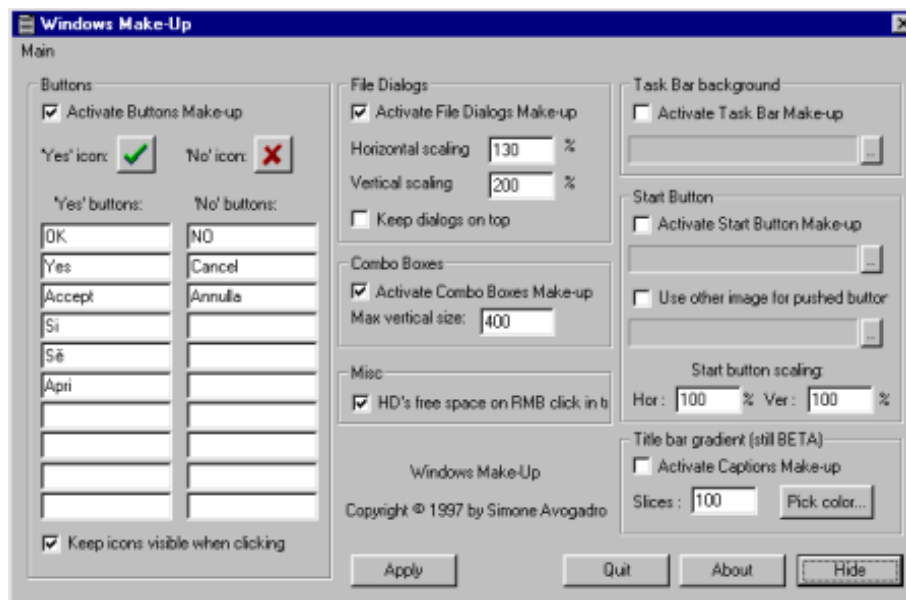 Windows Make-Up
Main
Buttons
Activate Buttons Make-up
'Yes' icon:
'No' icon:
'Yes' buttons:
'No' buttons:
OK
NO
Yes
Cancel
Accept
Annulla
Si
Sě
Apri
Keep icons visible when clicking
File Dialogs
Activate File Dialogs Make-up
Horizontal scaling 130 %
Vertical scaling 200 %
Keep dialogs on top
Combo Boxes
Activate Combo Boxes Make-up
Max vertical size: 400
Misc
HD's free space on RMB click in t
Windows Make-Up
Copyright © 1997 by Simone Avogadro
Task Bar background
Activate Task Bar Make-up
...
Start Button
Activate Start Button Make-up
...
Use other image for pushed buttor
...
Start button scaling:
Hor: 100 % Ver: 100 %
Title bar gradient (still BETA)
Activate Captions Make-up
Slices: 100 Pick color...
Apply
Quit
About
Hide